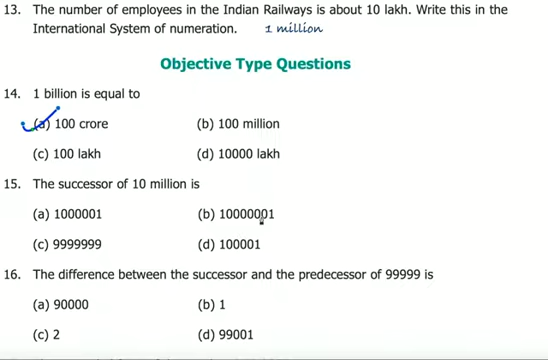 13. The number of employees in the Indian Railways is about 10 lakh. Write this in the
International System of numeration. 1 million
Objective Type Questions
14. 1 billion is equal to
(a) 100 crore (b) 100 million
(c) 100 lakh (d) 10000 lakh
15. The successor of 10 million is
(a) 1000001 (b) 10000001
(c) 9999999 (d) 100001
16. The difference between the successor and the predecessor of 99999 is
(a) 90000 (b) 1
(c) 2 (d) 99001